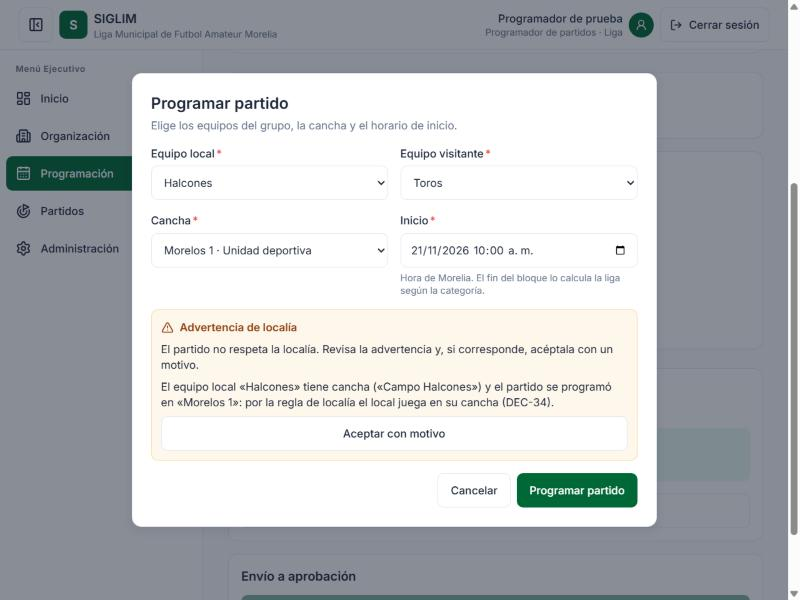 S
SIGLIM
Liga Municipal de Futbol Amateur Morelia
Programador de prueba
Programador de partidos · Liga
Cerrar sesión
Menú Ejecutivo
Inicio
Organización
Programación
Partidos
Administración
Programar partido
Elige los equipos del grupo, la cancha y el horario de inicio.
Equipo local *
Equipo visitante *
Halcones
Toros
Cancha *
Inicio *
Morelos 1 · Unidad deportiva
21/11/2026 10:00 a. m.
Hora de Morelia. El fin del bloque lo calcula la liga
según la categoría.
Advertencia de localía
El partido no respeta la localía. Revisa la advertencia y, si corresponde, acéptala con un
motivo.
El equipo local «Halcones» tiene cancha («Campo Halcones») y el partido se programó
en «Morelos 1»: por la regla de localía el local juega en su cancha (DEC-34).
Aceptar con motivo
Cancelar
Programar partido
Envío a aprobación